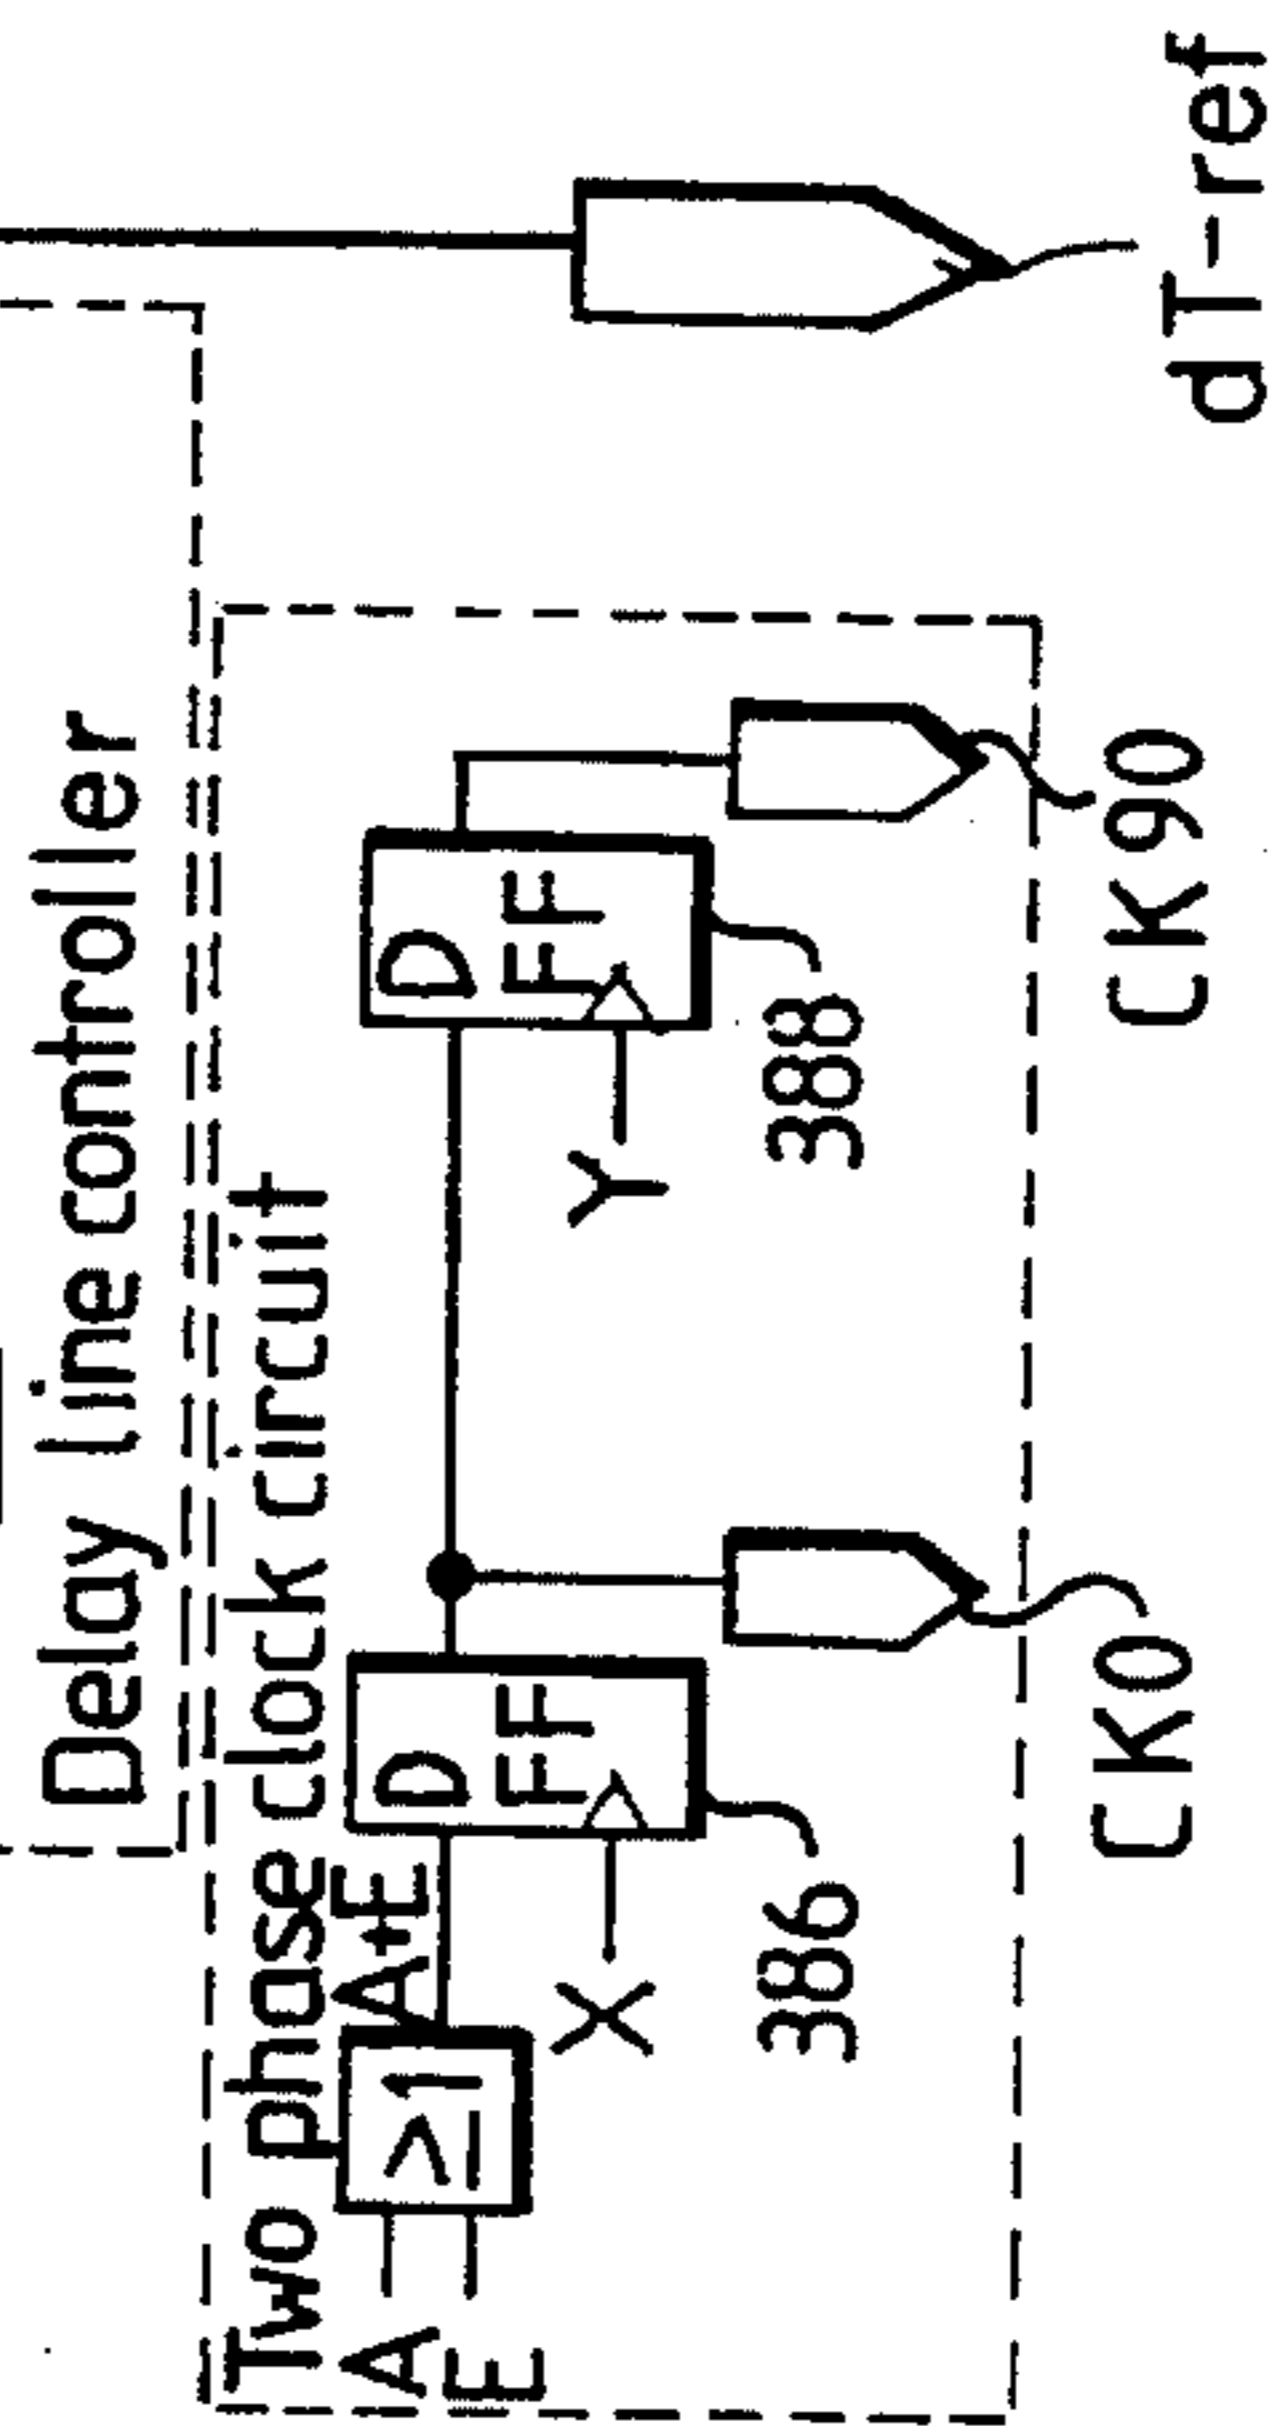 Delay line controller
Two phase clock circuit
A
E
≥1
A+E
X
D
FF
386
CK0
Y
D
FF
388
CK90
dT-ref